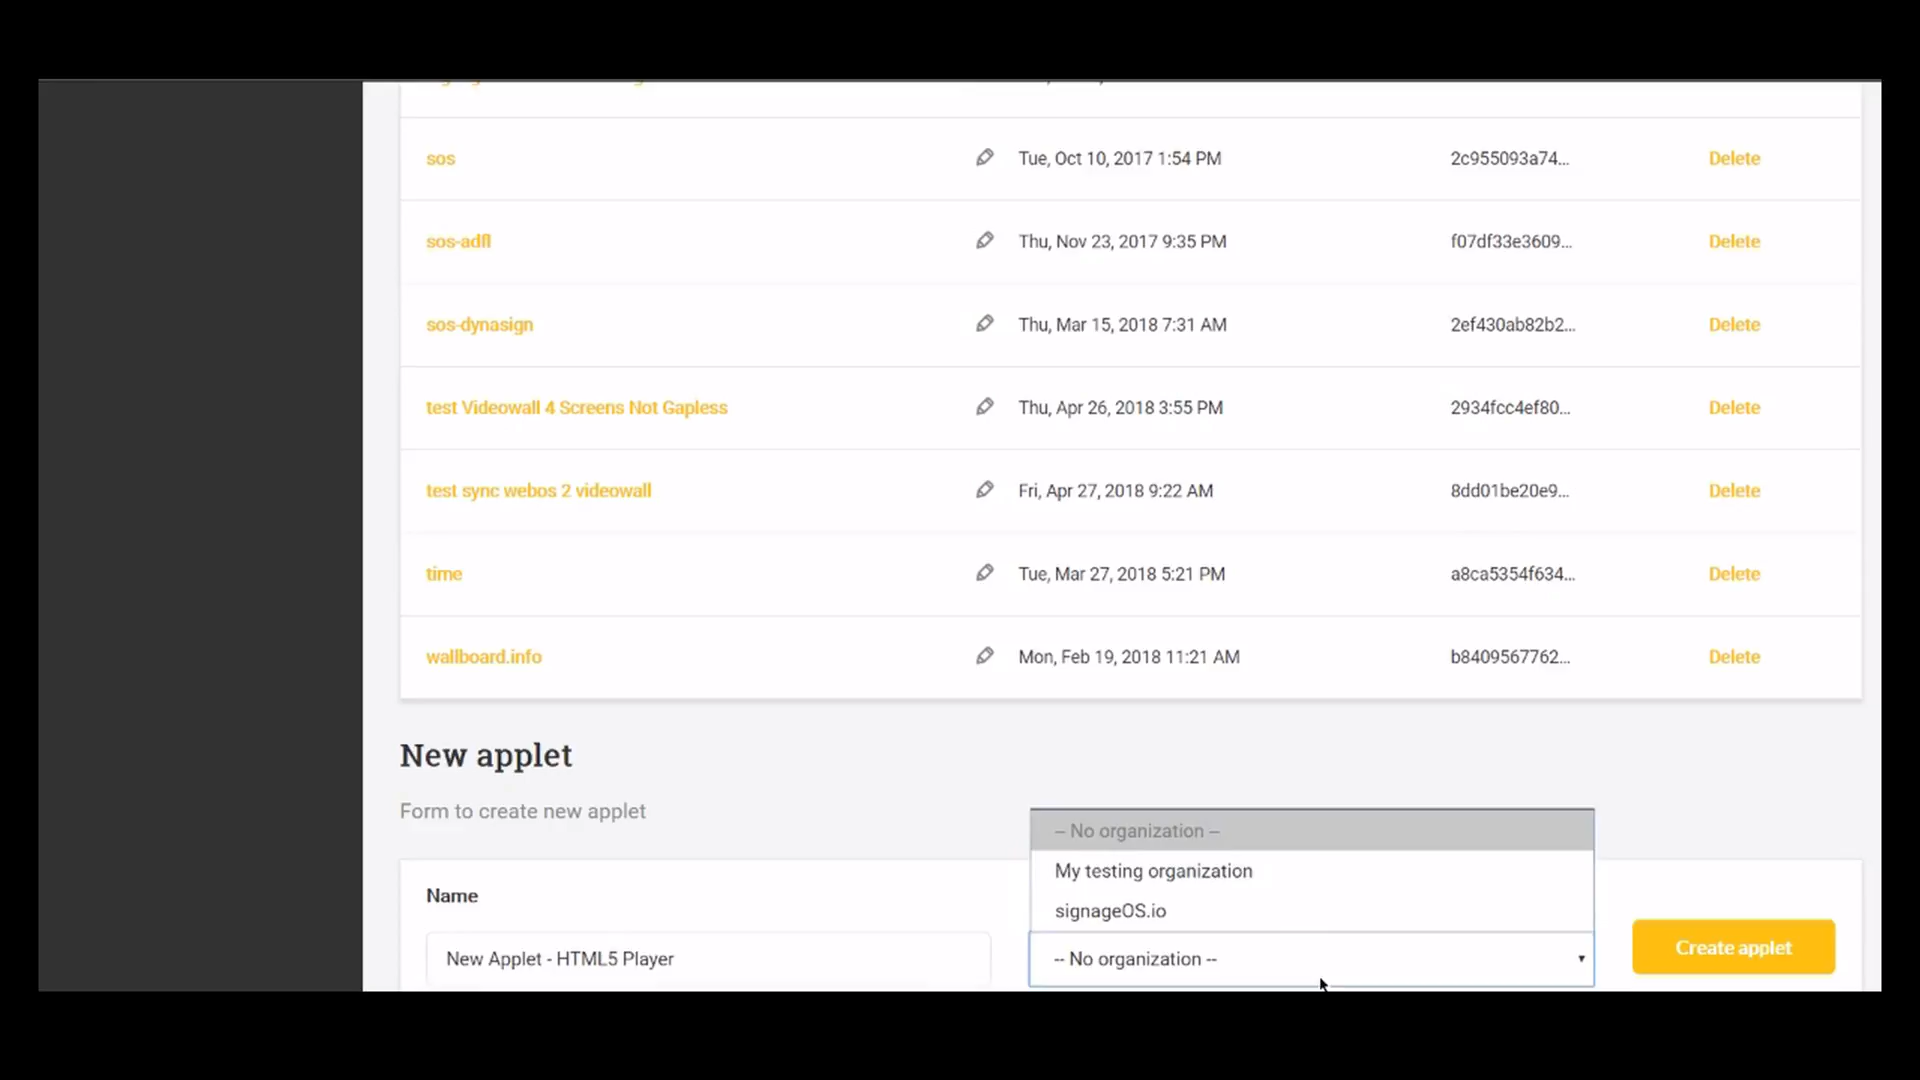 sos Tue, Oct 10, 2017 1:54 PM 2c955093a74... Delete
sos-adfl Thu, Nov 23, 2017 9:35 PM f07df33e3609... Delete
sos-dynasign Thu, Mar 15, 2018 7:31 AM 2ef430ab82b2... Delete
test Videowall 4 Screens Not Gapless Thu, Apr 26, 2018 3:55 PM 2934fcc4ef80... Delete
test sync webos 2 videowall Fri, Apr 27, 2018 9:22 AM 8dd01be20e9... Delete
time Tue, Mar 27, 2018 5:21 PM a8ca5354f634... Delete
wallboard.info Mon, Feb 19, 2018 11:21 AM b8409567762... Delete
New applet
Form to create new applet
-- No organization --
My testing organization
Name
signageOS.io
New Applet - HTML5 Player -- No organization -- Create applet